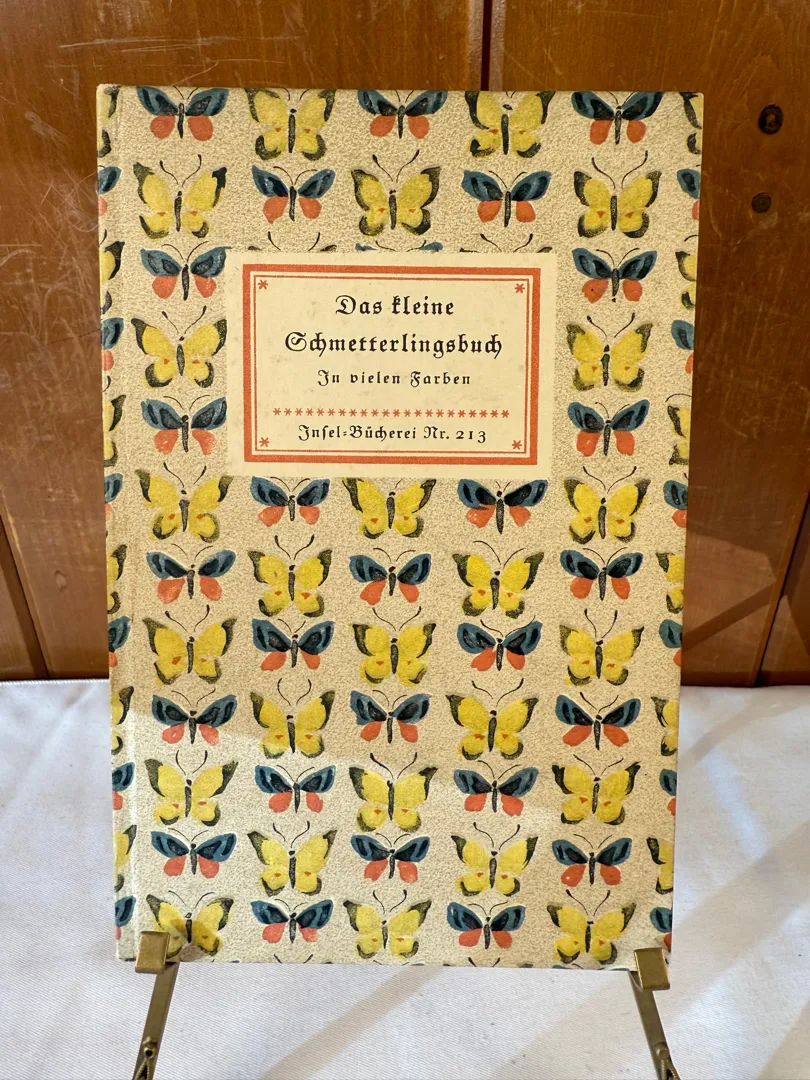 Das kleine
Schmetterlingsbuch
In vielen Farben
********************
Insel-Bücherei Nr. 213